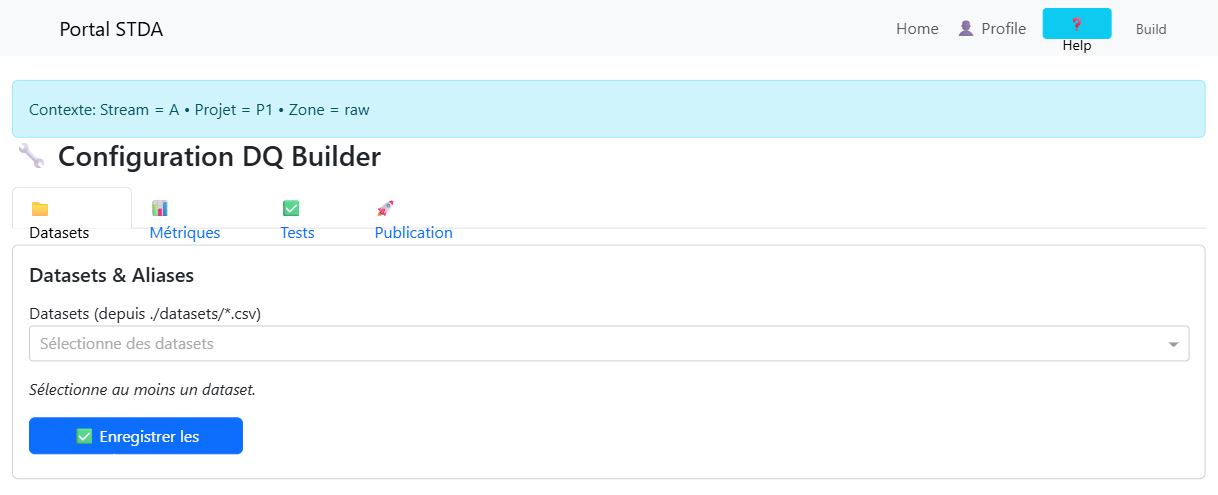 Portal STDA
Home
Profile
Help
Build
Contexte: Stream = A • Projet = P1 • Zone = raw
Configuration DQ Builder
Datasets
Métriques
Tests
Publication
Datasets & Aliases
Datasets (depuis ./datasets/*.csv)
Sélectionne des datasets
Sélectionne au moins un dataset.
Enregistrer les